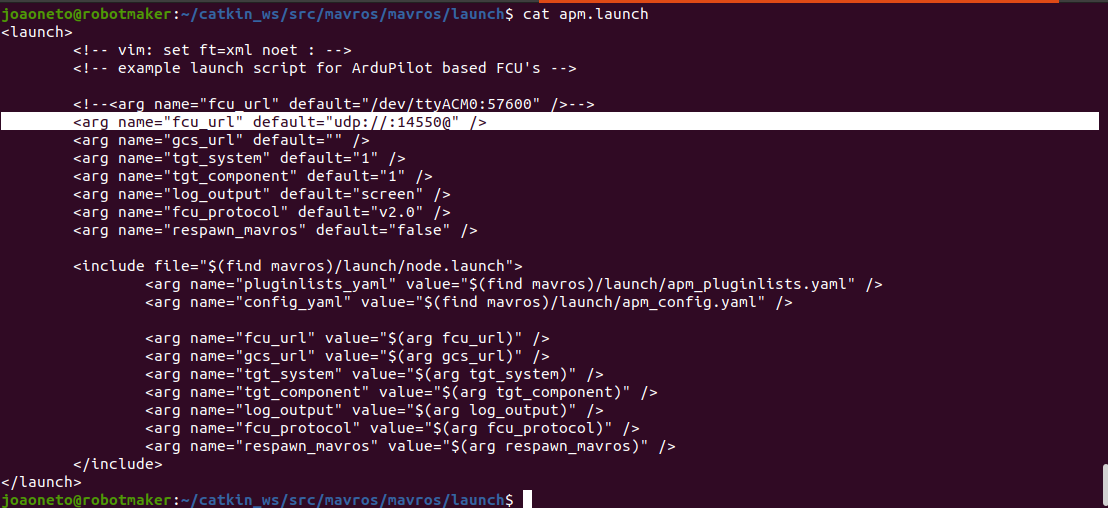 joaoneto@robotmaker:~/catkin_ws/src/mavros/mavros/launch$ cat apm.launch
<launch>
        <!-- vim: set ft=xml noet : -->
        <!-- example launch script for ArduPilot based FCU's -->

        <!--<arg name="fcu_url" default="/dev/ttyACM0:57600" />-->
        <arg name="fcu_url" default="udp://:14550@" />
        <arg name="gcs_url" default="" />
        <arg name="tgt_system" default="1" />
        <arg name="tgt_component" default="1" />
        <arg name="log_output" default="screen" />
        <arg name="fcu_protocol" default="v2.0" />
        <arg name="respawn_mavros" default="false" />

        <include file="$(find mavros)/launch/node.launch">
                <arg name="pluginlists_yaml" value="$(find mavros)/launch/apm_pluginlists.yaml" />
                <arg name="config_yaml" value="$(find mavros)/launch/apm_config.yaml" />

                <arg name="fcu_url" value="$(arg fcu_url)" />
                <arg name="gcs_url" value="$(arg gcs_url)" />
                <arg name="tgt_system" value="$(arg tgt_system)" />
                <arg name="tgt_component" value="$(arg tgt_component)" />
                <arg name="log_output" value="$(arg log_output)" />
                <arg name="fcu_protocol" value="$(arg fcu_protocol)" />
                <arg name="respawn_mavros" value="$(arg respawn_mavros)" />
        </include>
</launch>
joaoneto@robotmaker:~/catkin_ws/src/mavros/mavros/launch$